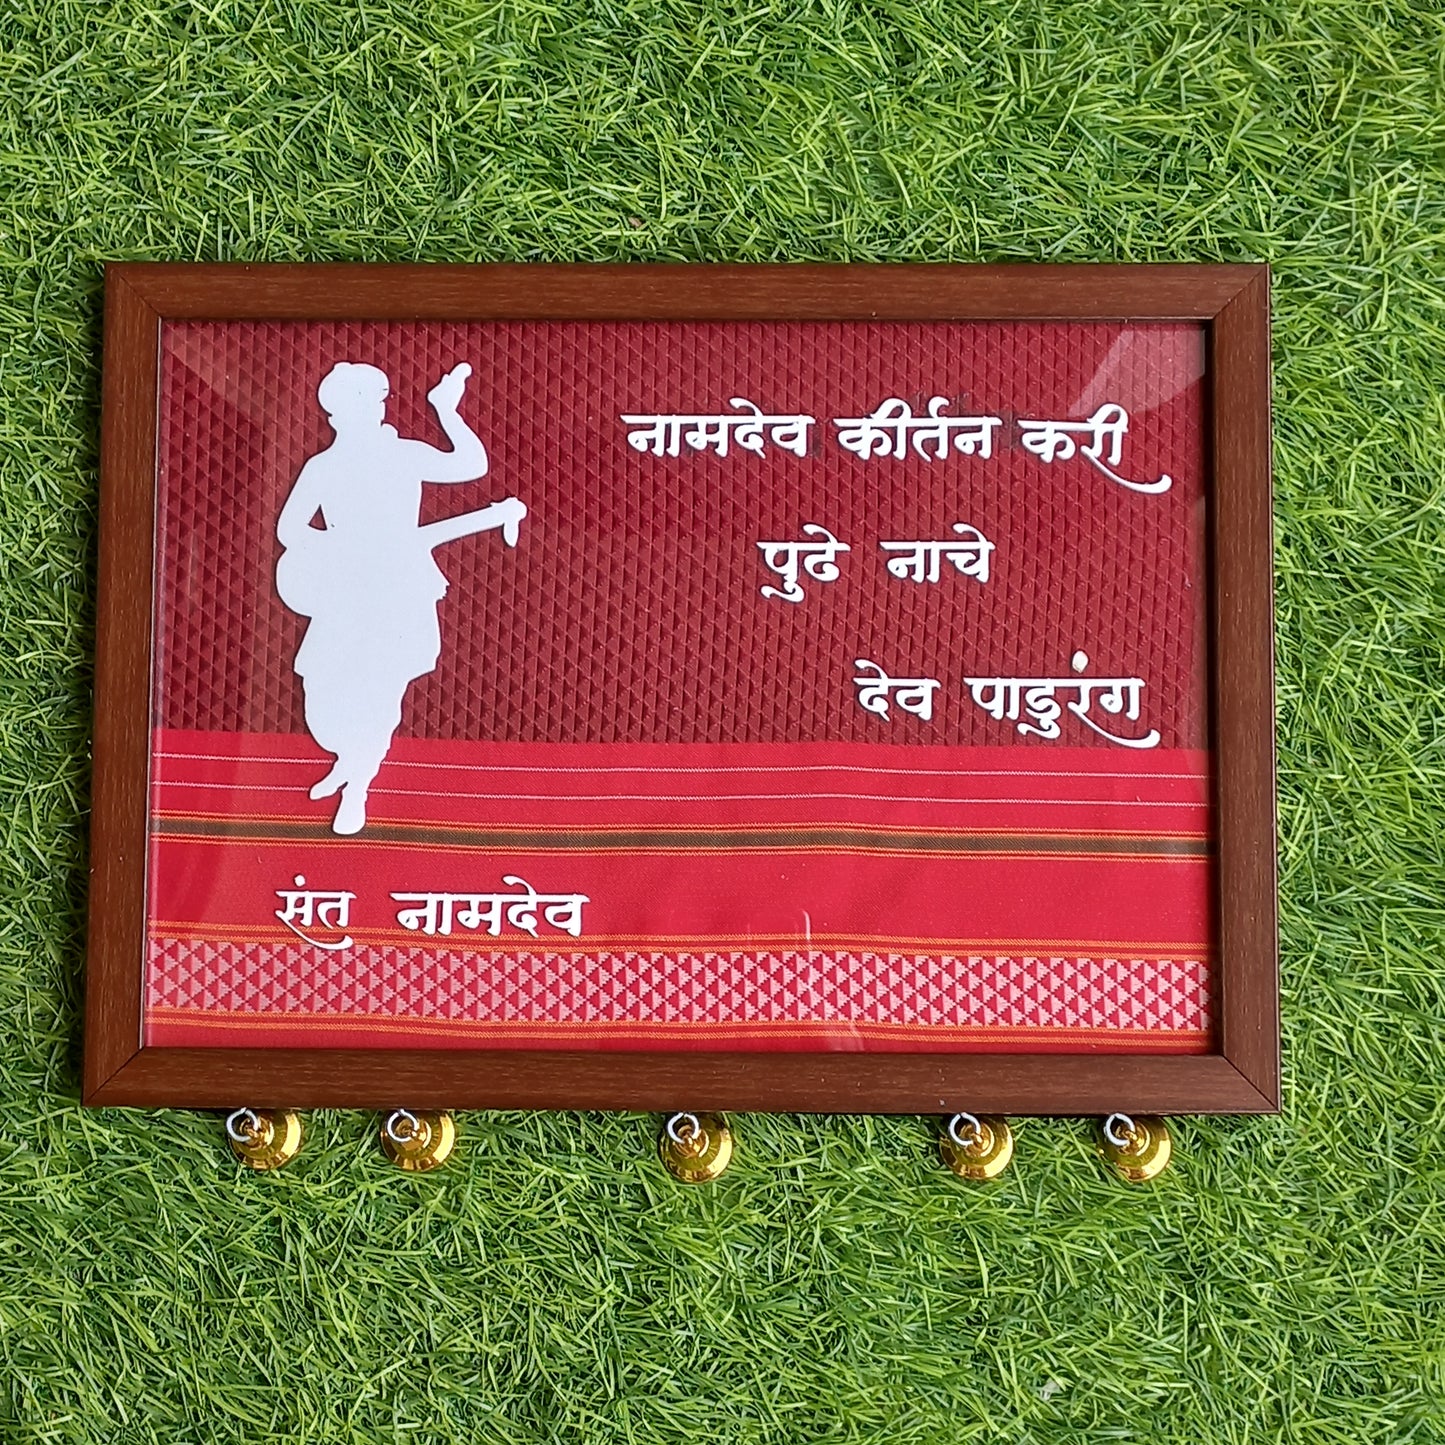 नामदेव कीर्तन करी
पुढे नाचे
देव पाडुरंग
संत नामदेव